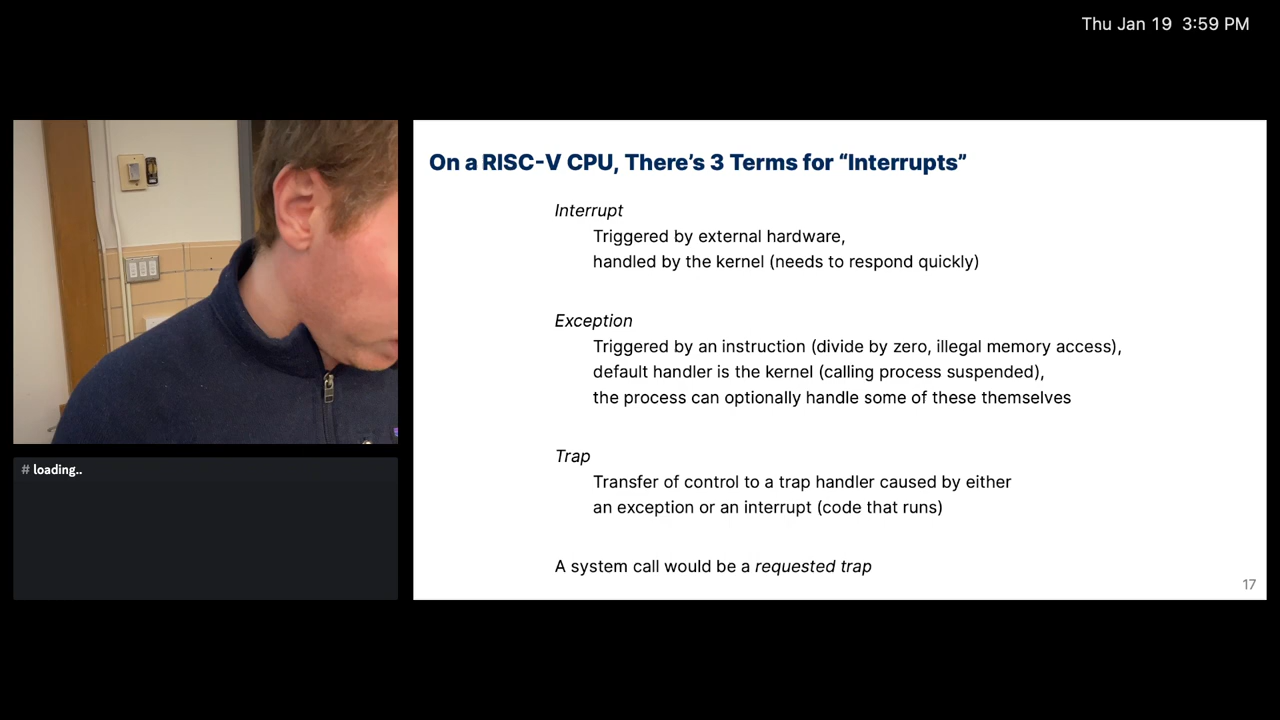 Thu Jan 19 3:59 PM
On a RISC-V CPU, There’s 3 Terms for “Interrupts”
Interrupt
Triggered by external hardware,
handled by the kernel (needs to respond quickly)
Exception
Triggered by an instruction (divide by zero, illegal memory access),
default handler is the kernel (calling process suspended),
the process can optionally handle some of these themselves
Trap
Transfer of control to a trap handler caused by either
an exception or an interrupt (code that runs)
A system call would be a requested trap
17
# loading..